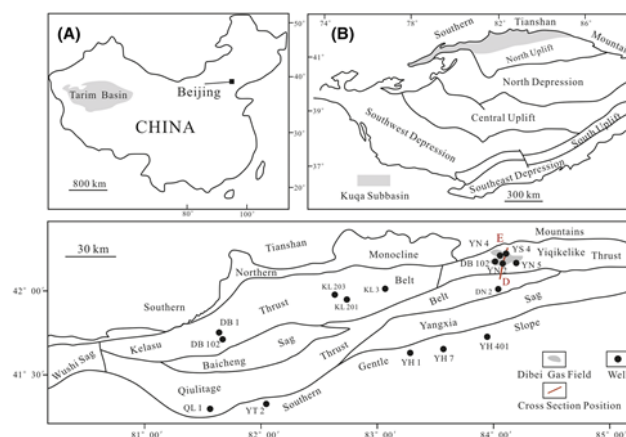 (A)
50°
40°
30°
20°
80°
100°
Tarim Basin
Beijing
CHINA
800 km
(B)
74°
78°
82°
86°
41°
39°
37°
Southern
Tianshan
Mountains
North Uplift
North Depression
Central Uplift
Southwest Depression
South Uplift
Southeast Depression
Kuqa Subbasin
300 km
30 km
Tianshan
Mountains
Southern
Northern
Monocline
YN 4
E
YS 4
Yiqikelike
Thrust
DB 102
YN 2
YN 5
D
DN 2
42° 00'
41° 30'
KL203
KL201
KL 3
Belt
Thrust
DB 1
DB 102
Kelasu
Wushi Sag
Baicheng
Sag
Thrust
Belt
Yangxia
Sag
Slope
Gentle
YH 1
YH 7
YH 401
Qiulitage
Southern
QL 1
YT 2
Dibei Gas Field
Well
Cross Section Position
81° 00'
82° 00'
83° 00'
84° 00'
85° 00'